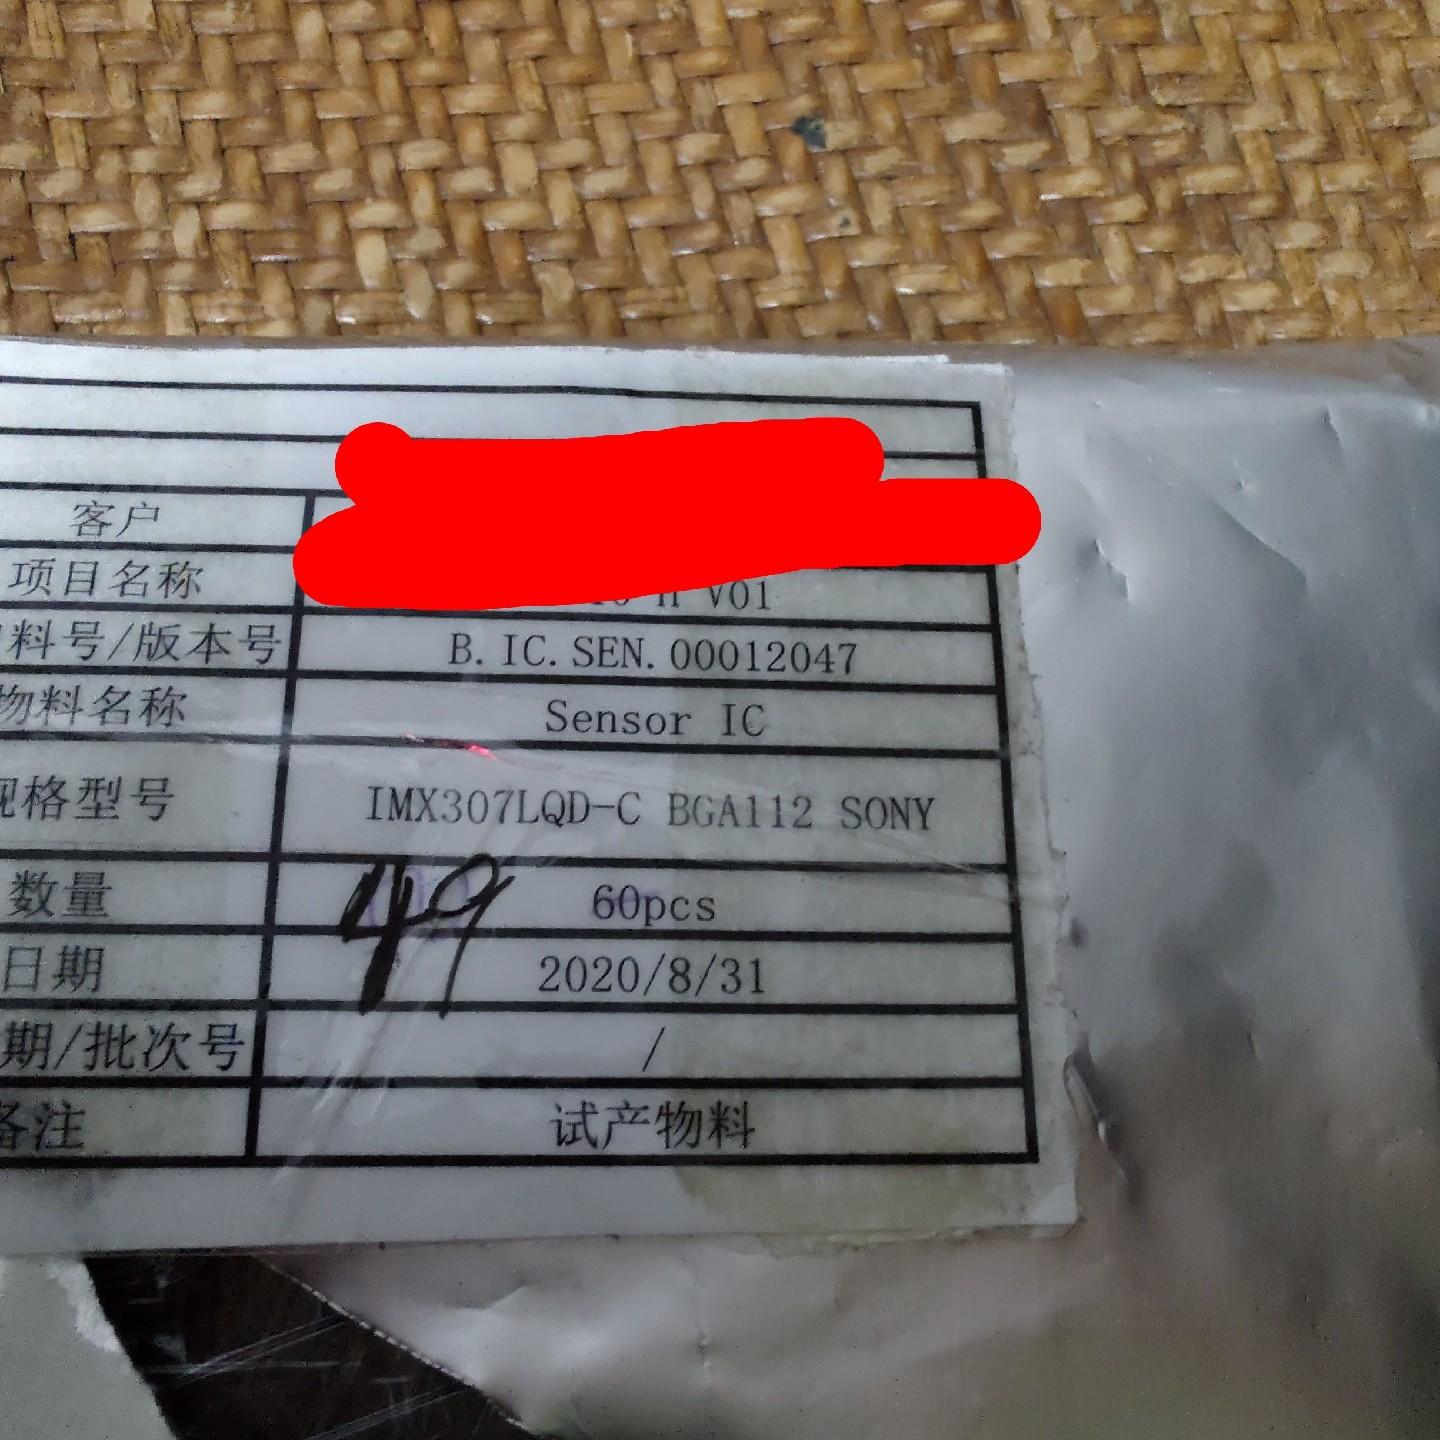 客户
项目名称 V01
料号/版本号 B.IC.SEN.00012047
物料名称 Sensor IC
规格型号 IMX307LQD-C BGA112 SONY
数量 49 60pcs
日期 2020/8/31
期/批次号 /
备注 试产物料